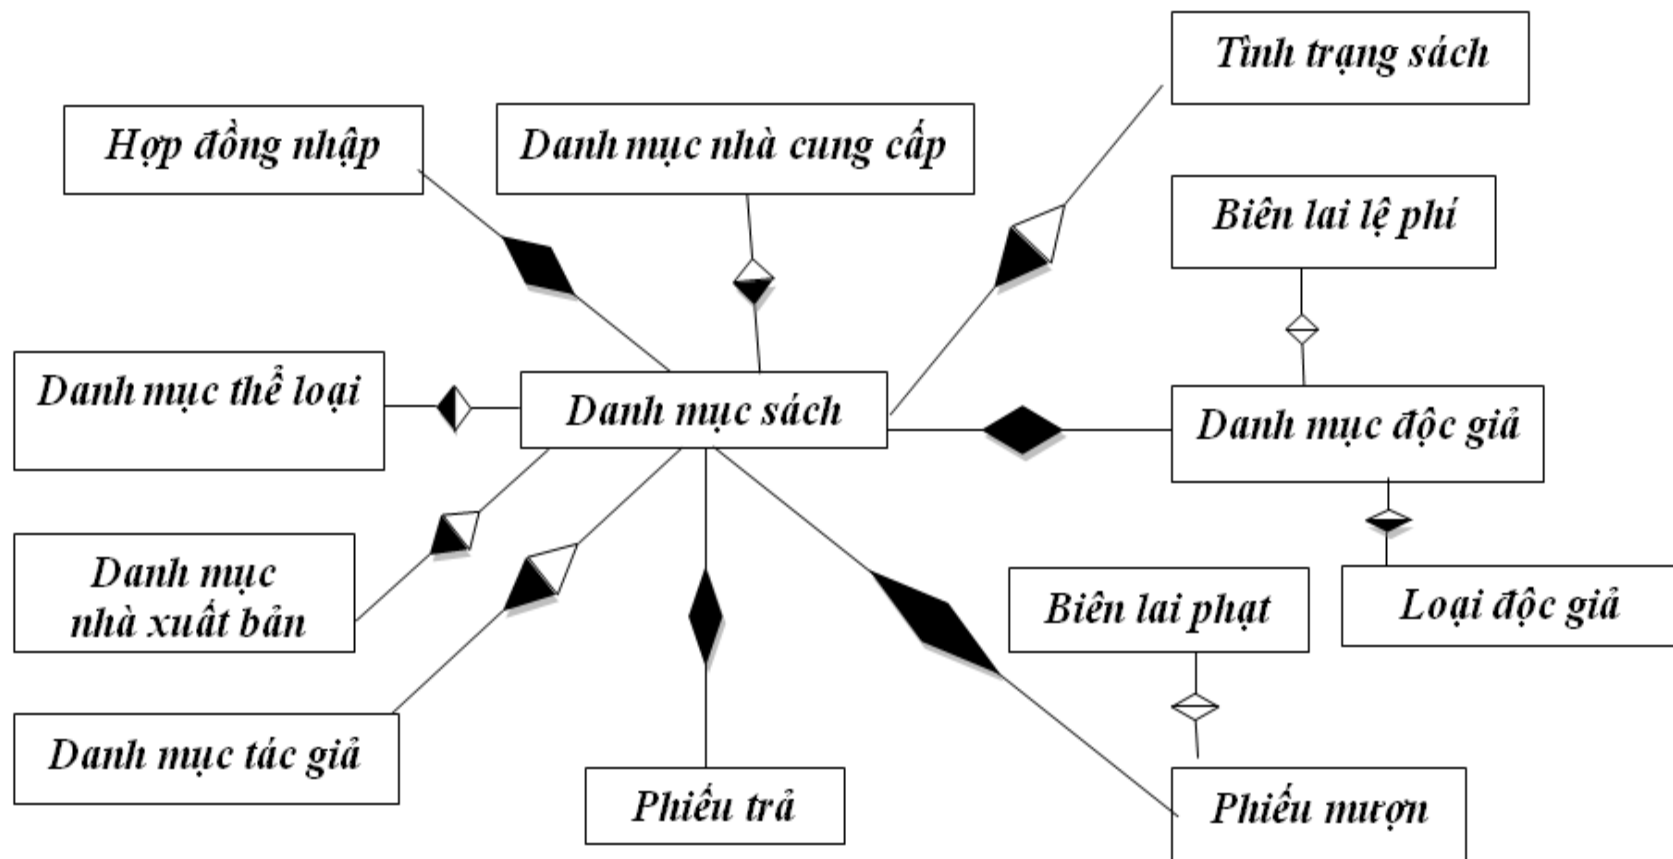 Tình trạng sách
Hợp đồng nhập
Danh mục nhà cung cấp
Biên lai lệ phí
Danh mục thể loại
Danh mục sách
Danh mục độc giả
Danh mục
nhà xuất bản
Biên lai phạt
Loại độc giả
Danh mục tác giả
Phiếu trả
Phiếu mượn